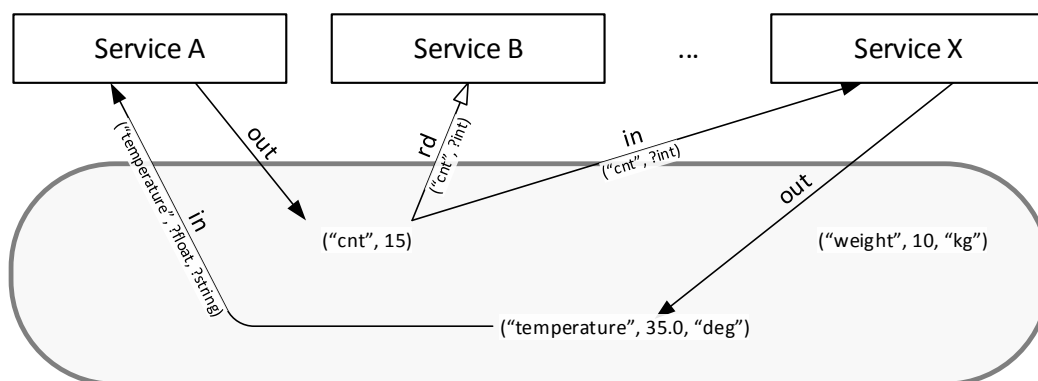 Service A
Service B
...
Service X
out
rd
(“cnt”, ?int)
in
(“cnt”, ?int)
out
in
(“temperature”, ?float, ?string)
(“cnt”, 15)
(“weight”, 10, “kg”)
(“temperature”, 35.0, “deg”)